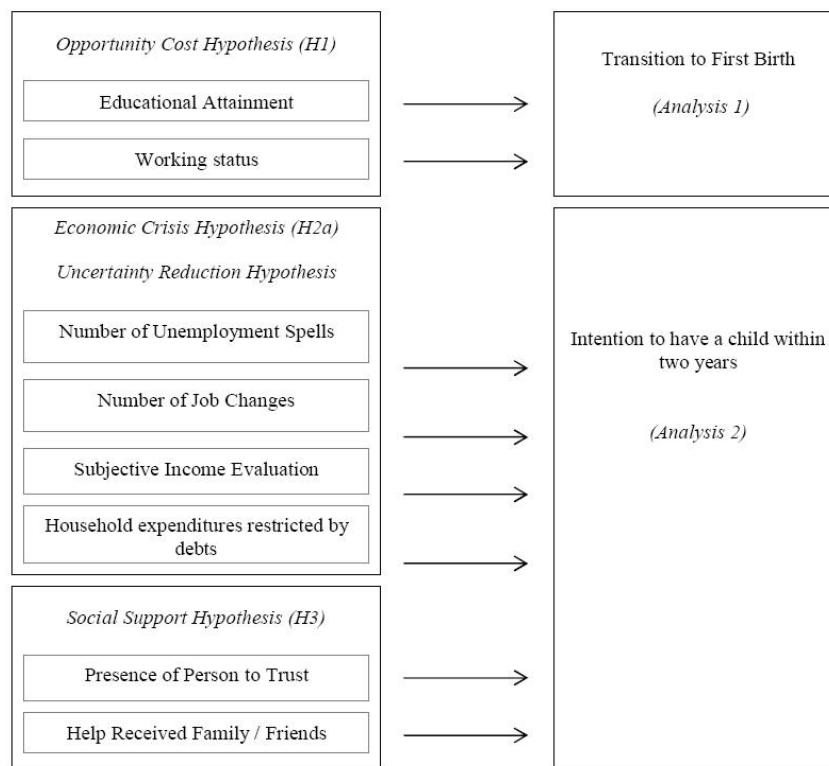 Opportunity Cost Hypothesis (H1)
Educational Attainment
Working status
Transition to First Birth
(Analysis 1)
Economic Crisis Hypothesis (H2a)
Uncertainty Reduction Hypothesis
Number of Unemployment Spells
Number of Job Changes
Subjective Income Evaluation
Household expenditures restricted by
debts
Social Support Hypothesis (H3)
Presence of Person to Trust
Help Received Family / Friends
Intention to have a child within
two years
(Analysis 2)